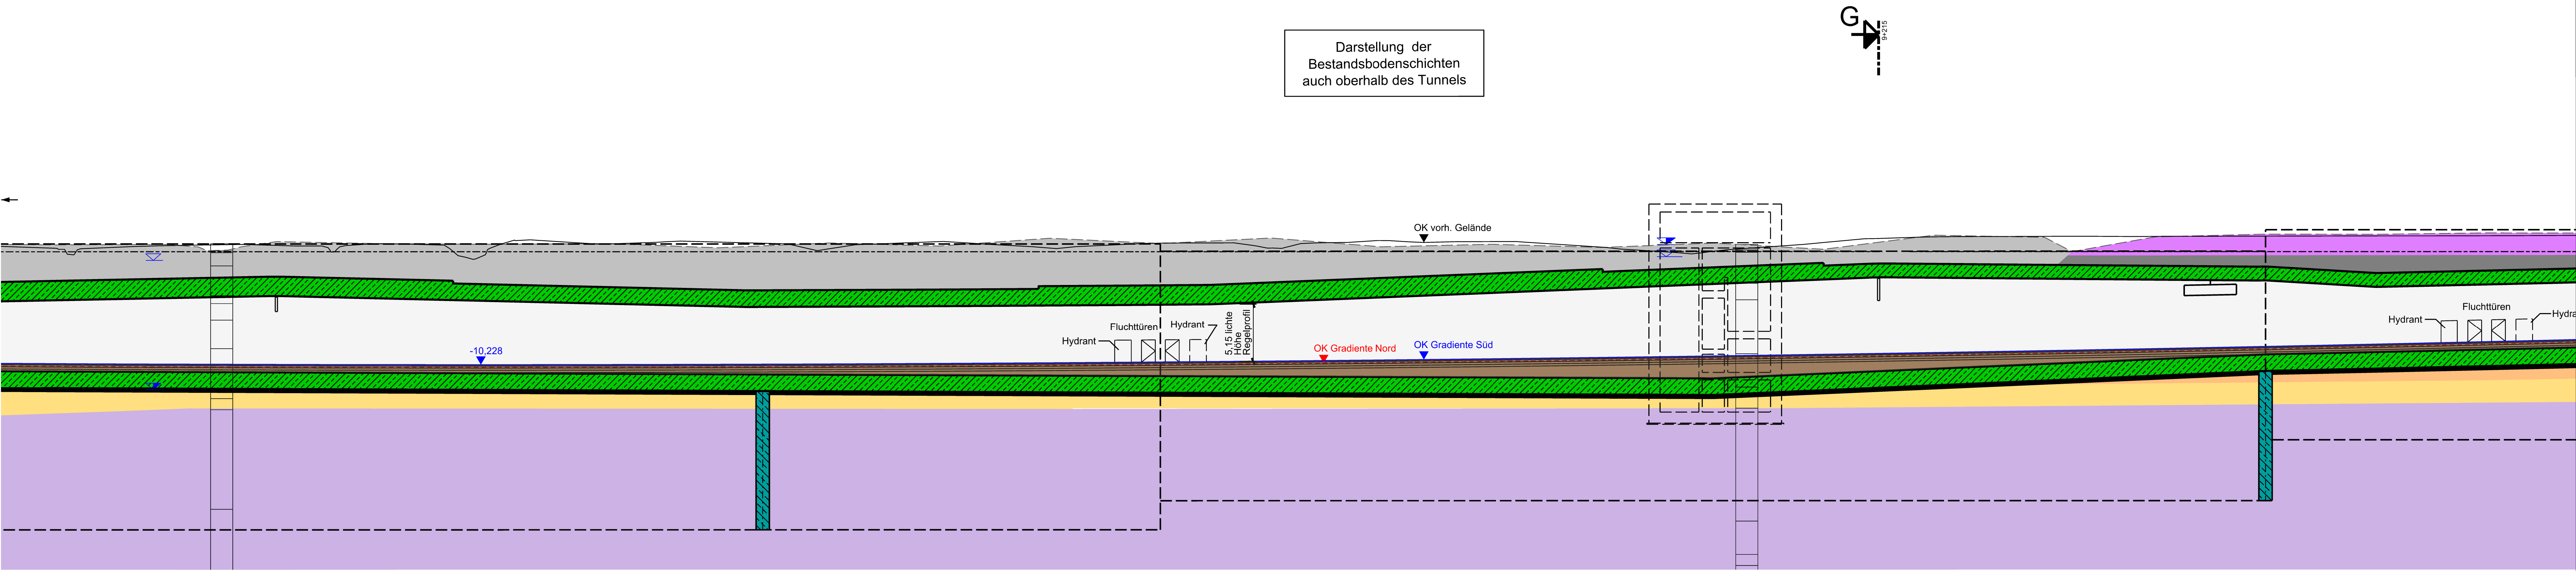 G
9+215
Darstellung der
Bestandsbodenschichten
auch oberhalb des Tunnels
OK vorh. Gelände
-10,228
Hydrant
Fluchttüren
Hydrant
5,15 lichte
Höhe
Regelprofil
OK Gradiente Nord
OK Gradiente Süd
Hydrant
Fluchttüren
Hydra